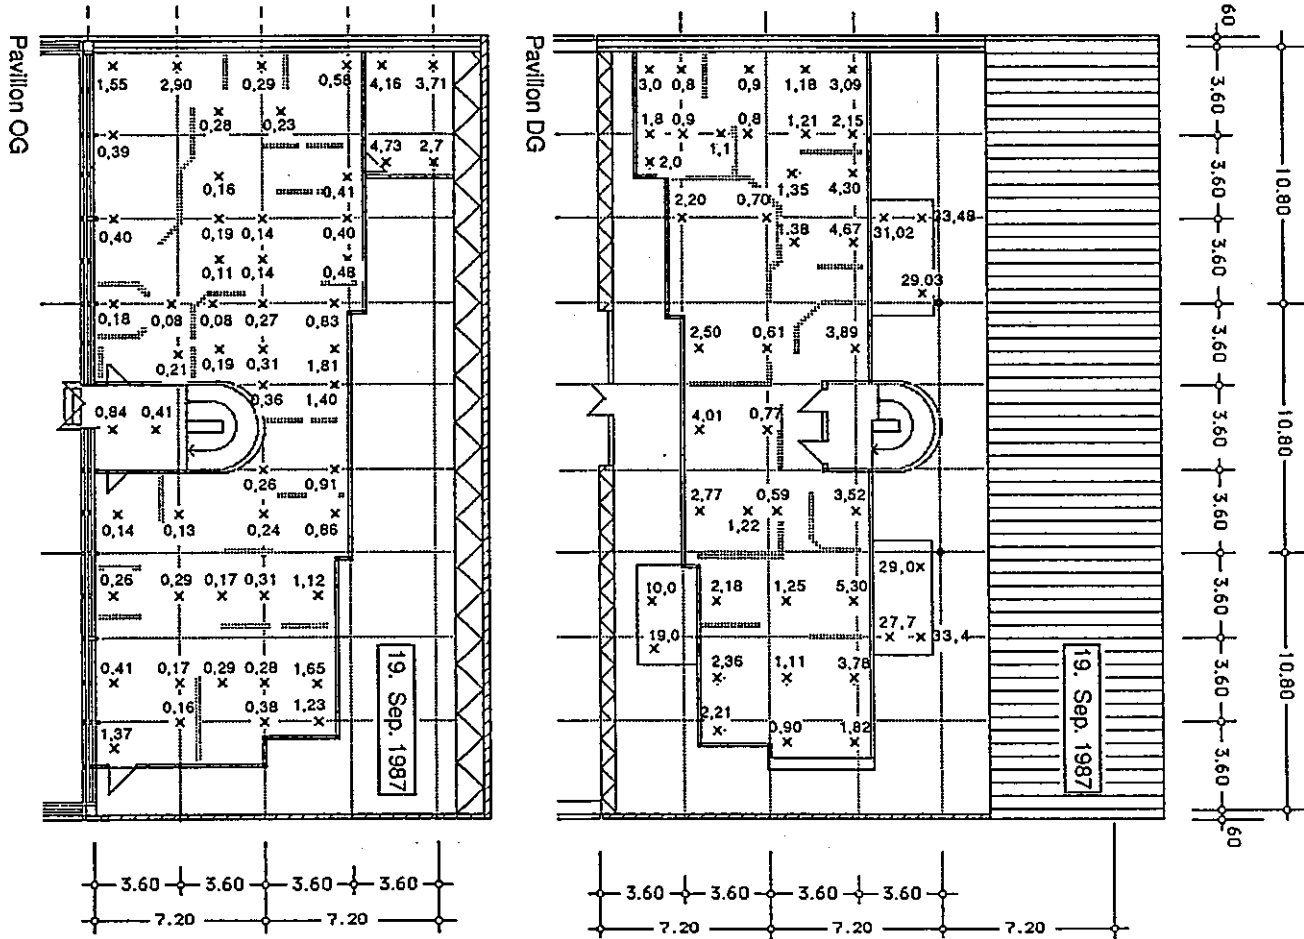 Pavillon OG
1,55 2,90 0,29 0,58 4,16 3,71
0,28 0,23
0,39 4,73 2,7
0,16 0,41
0,40 0,19 0,14 0,40
0,11 0,14 0,48
0,18 0,08 0,08 0,27 0,83
0,21 0,19 0,31 1,81
0,36 1,40
0,84 0,41
0,26 0,91
0,14 0,13 0,24 0,86
0,26 0,29 0,17 0,31 1,12
0,41 0,17 0,29 0,28 1,65
0,16 0,38 1,23
1,37
19. Sep. 1987
3.60 3.60 3.60 3.60
7.20 7.20
Pavillon DG
3,0 0,8 0,9 1,18 3,09
1,8 0,9 0,8 1,21 2,15
1,1
2,0 1,35 4,30
2,20 0,70 33,48
1,38 4,67 31,02
29.03
2,50 0,61 3,89
4,01 0,77
2,77 0,59 3,52
1,22
29,0
10,0 2,18 1,25 5,30
27,7 33,4
19,0
2,36 1,11 3,78
2,21 0,90 1,82
19. Sep. 1987
3.60 3.60 3.60 3.60
7.20 7.20 7.20
60 3.60 3.60 3.60 3.60 3.60 3.60 3.60 3.60 3.60 60
10.80 10.80 10.80